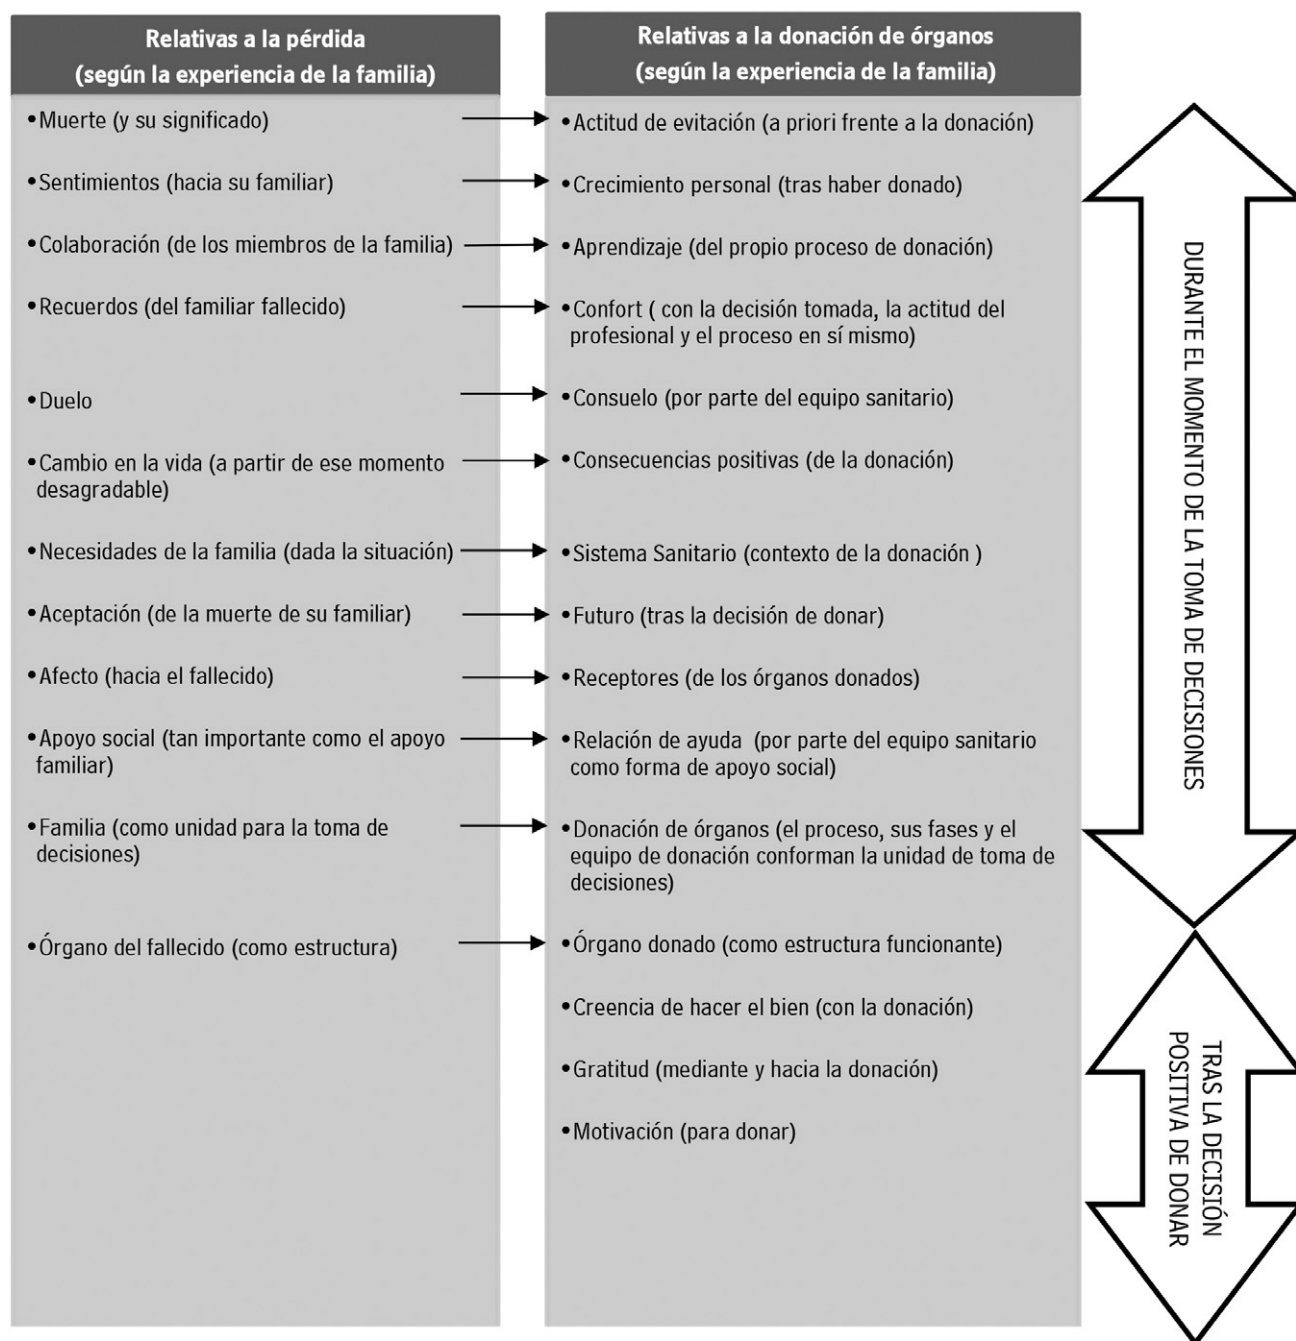 Relativas a la pérdida
(según la experiencia de la familia)
•Muerte (y su significado)
•Sentimientos (hacia su familiar)
•Colaboración (de los miembros de la familia)
•Recuerdos (del familiar fallecido)
•Duelo
•Cambio en la vida (a partir de ese momento
desagradable)
•Necesidades de la familia (dada la situación)
•Aceptación (de la muerte de su familiar)
•Afecto (hacia el fallecido)
•Apoyo social (tan importante como el apoyo
familiar)
•Familia (como unidad para la toma de
decisiones)
•Órgano del fallecido (como estructura)
Relativas a la donación de órganos
(según la experiencia de la familia)
•Actitud de evitación (a priori frente a la donación)
•Crecimiento personal (tras haber donado)
•Aprendizaje (del propio proceso de donación)
•Confort ( con la decisión tomada, la actitud del
profesional y el proceso en sí mismo)
•Consuelo (por parte del equipo sanitario)
•Consecuencias positivas (de la donación)
•Sistema Sanitario (contexto de la donación )
•Futuro (tras la decisión de donar)
•Receptores (de los órganos donados)
•Relación de ayuda (por parte del equipo sanitario
como forma de apoyo social)
•Donación de órganos (el proceso, sus fases y el
equipo de donación conforman la unidad de toma de
decisiones)
•Órgano donado (como estructura funcionante)
•Creencia de hacer el bien (con la donación)
•Gratitud (mediante y hacia la donación)
•Motivación (para donar)
DURANTE EL MOMENTO DE LA TOMA DE DECISIONES
TRAS LA DECISIÓN
POSITIVA DE DONAR